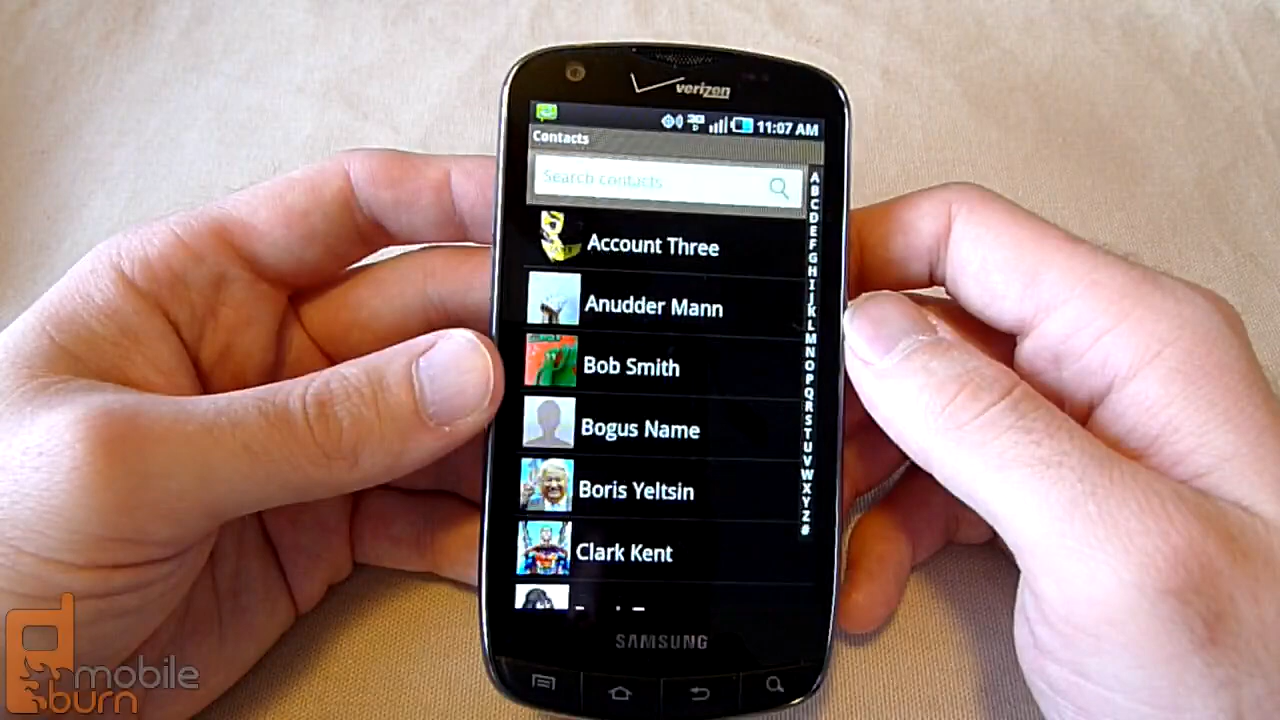 verizon
3G
11:07 AM
Contacts
Search contacts
Account Three
Anudder Mann
Bob Smith
Bogus Name
Boris Yeltsin
Clark Kent
A
B
C
D
E
F
G
H
I
J
K
L
M
N
O
P
Q
R
S
T
U
V
W
X
Y
Z
#
SAMSUNG
mobile
burn